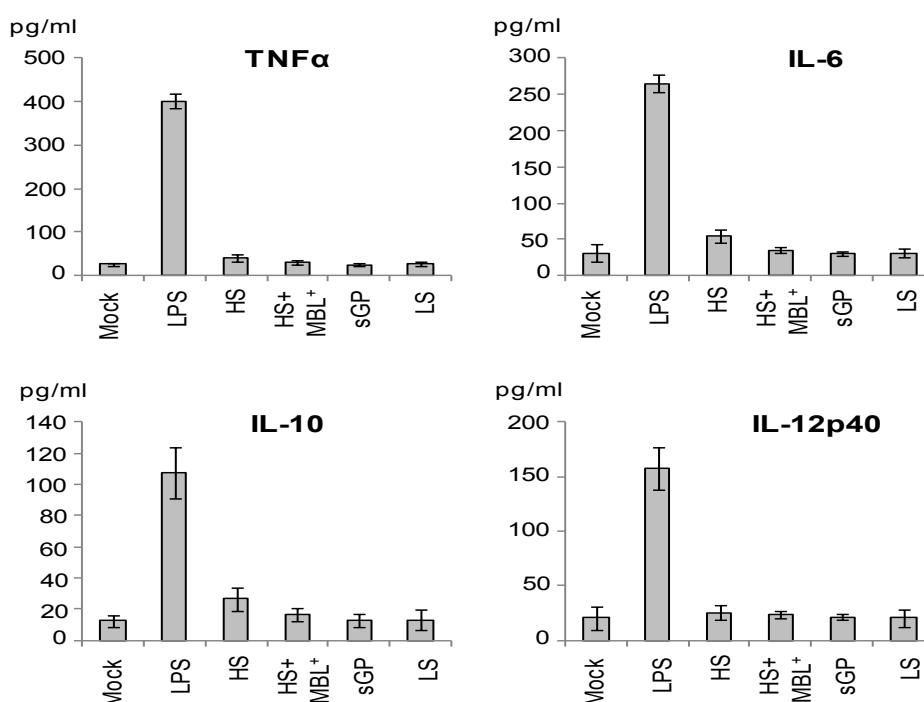 pg/ml
TNFα
500
400
300
200
100
0
Mock
LPS
HS
HS+
MBL+
sGP
LS
pg/ml
IL-6
300
250
200
150
100
50
0
Mock
LPS
HS
HS+
MBL+
sGP
LS
pg/ml
IL-10
140
120
100
80
60
40
20
0
Mock
LPS
HS
HS+
MBL+
sGP
LS
pg/ml
IL-12p40
200
150
100
50
0
Mock
LPS
HS
HS+
MBL+
sGP
LS